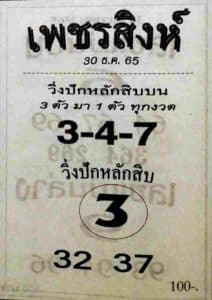 เพชรสิงห์
30 ธ.ค. 65
วิ่งปักหลักสิบบน
3 ตัว มา 1 ตัว ทุกงวด
3-4-7
วิ่งปักหลักสิบ
3
32 37
100-.